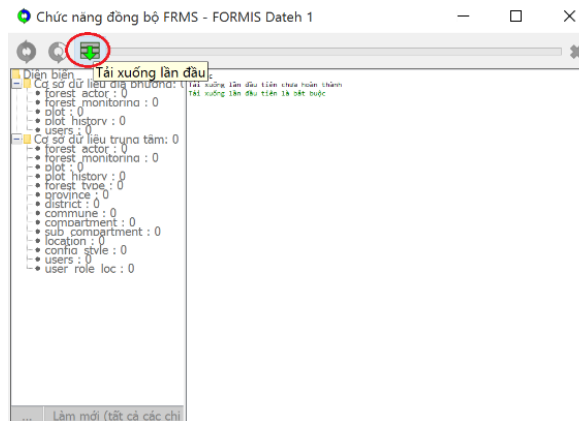 Chức năng đồng bộ FRMS - FORMIS Dateh 1
Tải xuống lần đầu
Diễn biến
Cơ sở dữ liệu địa phương: 0
forest_actor : 0
forest_monitoring : 0
plot : 0
plot_history : 0
users : 0
Cơ sở dữ liệu trung tâm: 0
forest_actor : 0
forest_monitoring : 0
plot : 0
plot_history : 0
forest_type : 0
province : 0
district : 0
commune : 0
compartment : 0
sub_compartment : 0
location : 0
config_style : 0
users : 0
user_role_loc : 0
Tải xuống lần đầu tiên chưa hoàn thành
Tải xuống lần đầu tiên là bắt buộc
... Làm mới (tất cả các chi